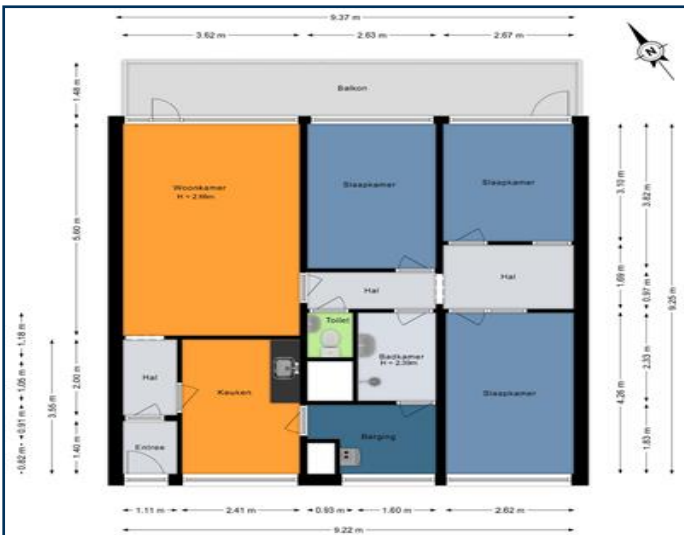 9.37 m
3.62 m
2.63 m
2.67 m
N
Balkon
1.48 m
Woonkamer
H = 2.66m
Slaapkamer
Slaapkamer
5.60 m
3.10 m
3.82 m
Hal
Hal
1.69 m
0.97 m
9.25 m
Toilet
Badkamer
H = 2.39m
Hal
Keuken
Slaapkamer
1.18 m
1.05 m
0.91 m
0.82 m
2.00 m
3.55 m
2.33 m
4.26 m
Berging
Entree
1.40 m
1.83 m
1.11 m
2.41 m
0.93 m
1.60 m
2.62 m
9.22 m